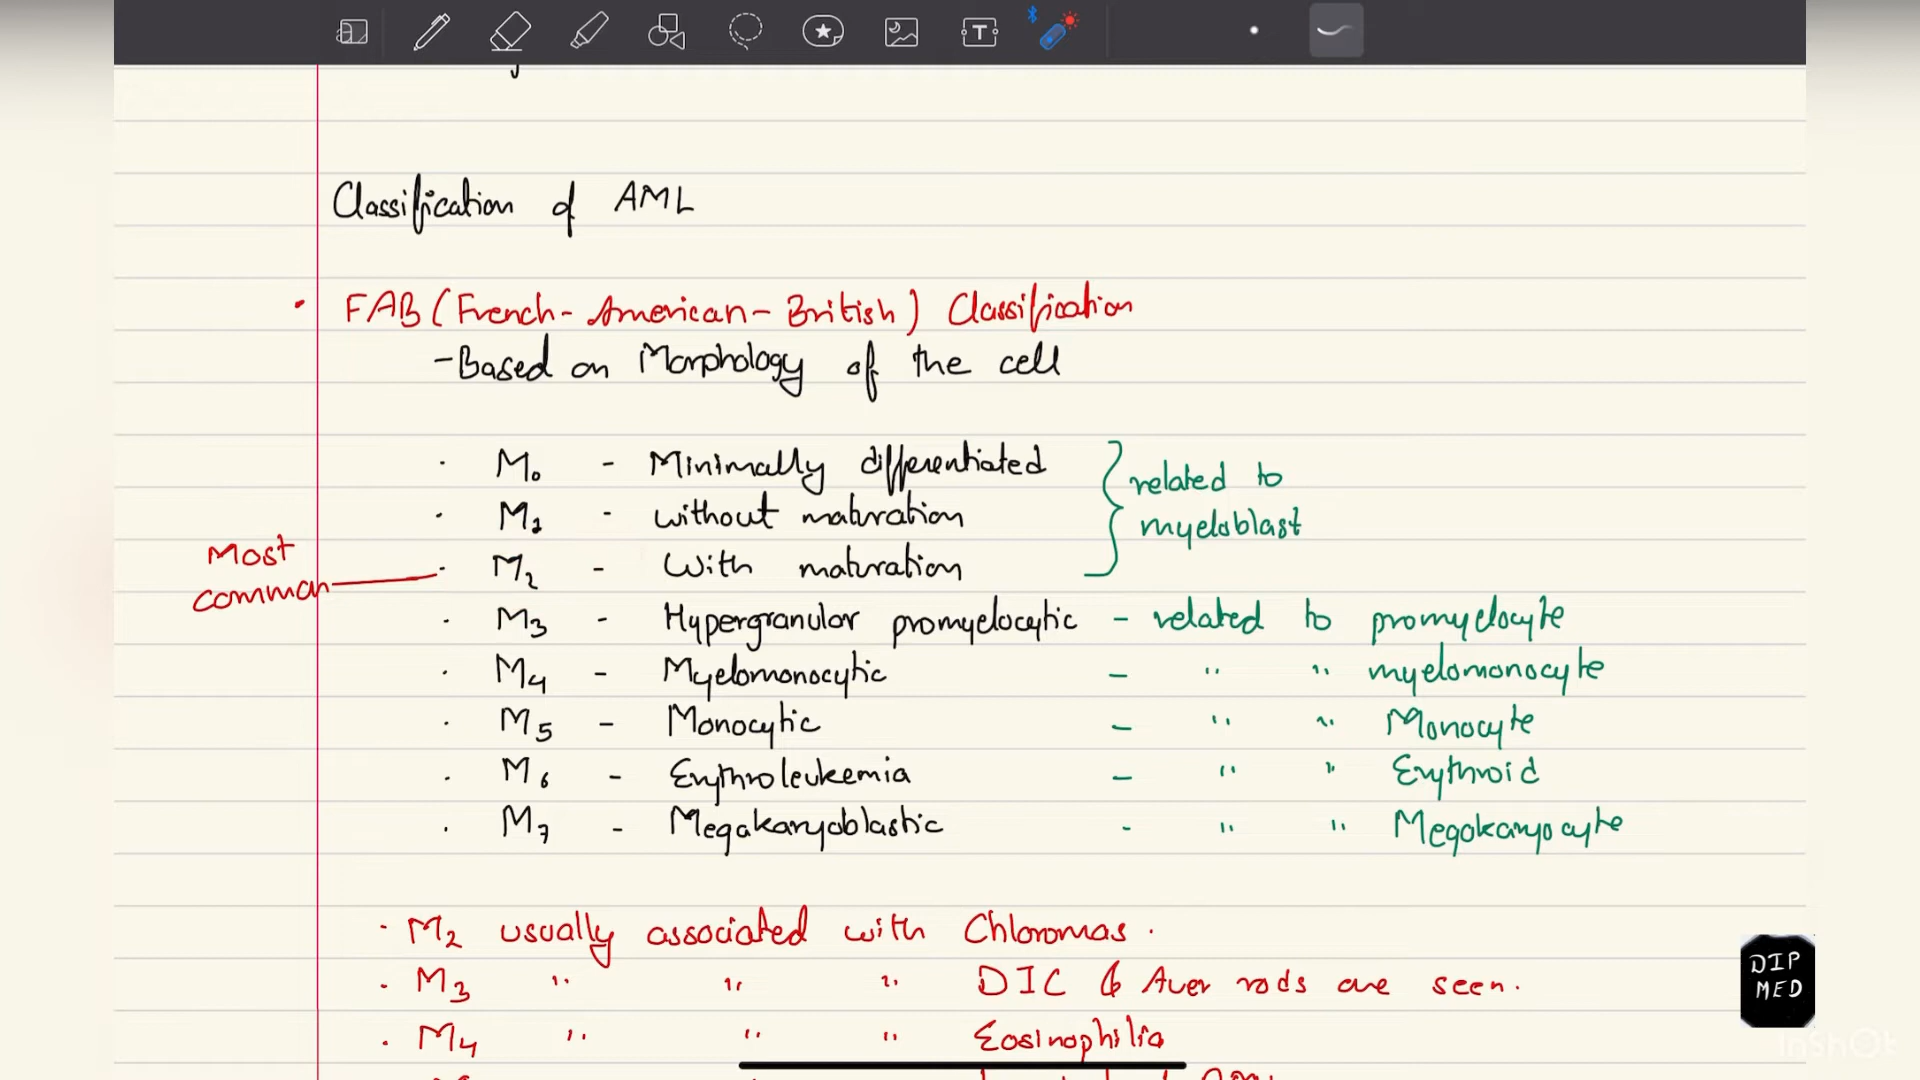 Classification of AML
· FAB (French-American-British) Classification
-Based on Morphology of the cell
· M0 - Minimally differentiated
related to
· M1 - without maturation
myeloblast
Most
common
· M2 - With maturation
· M3 - Hypergranular promyelocytic - related to promyelocyte
· M4 - Myelomonocytic - " " myelomonocyte
· M5 - Monocytic - " " Monocyte
· M6 - Erythroleukemia - " " Erythroid
· M7 - Megakaryoblastic - " " Megakaryocyte
· M2 usually associated with Chloromas.
· M3 " " " DIC & Auer rods are seen.
· M4 " " " Eosinophilia
DIP
MED
InShOt